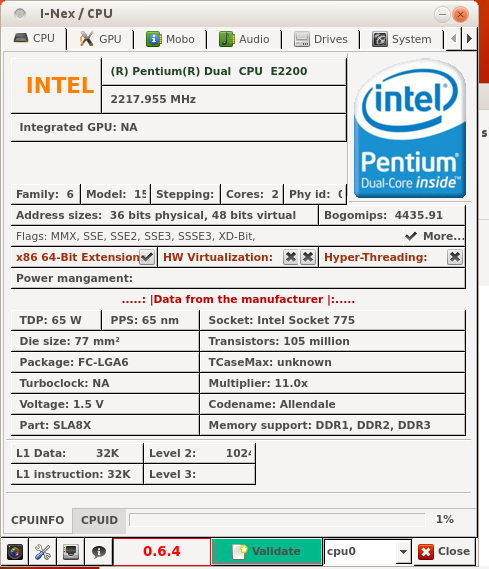 I-Nex / CPU
CPU GPU Mobo Audio Drives System
INTEL
(R) Pentium(R) Dual CPU E2200
2217.955 MHz
Integrated GPU: NA
intel
Pentium
Dual-Core inside
Family: 6 Model: 15 Stepping: Cores: 2 Phy id:
Address sizes: 36 bits physical, 48 bits virtual Bogomips: 4435.91
Flags: MMX, SSE, SSE2, SSE3, SSSE3, XD-Bit, More...
x86 64-Bit Extension HW Virtualization: Hyper-Threading:
Power mangament:
.....: |Data from the manufacturer |:.....
TDP: 65 W PPS: 65 nm Socket: Intel Socket 775
Die size: 77 mm² Transistors: 105 million
Package: FC-LGA6 TCaseMax: unknown
Turboclock: NA Multiplier: 11.0x
Voltage: 1.5 V Codename: Allendale
Part: SLA8X Memory support: DDR1, DDR2, DDR3
L1 Data: 32K Level 2: 102
L1 instruction: 32K Level 3:
CPUINFO CPUID 1%
0.6.4 Validate cpu0 Close